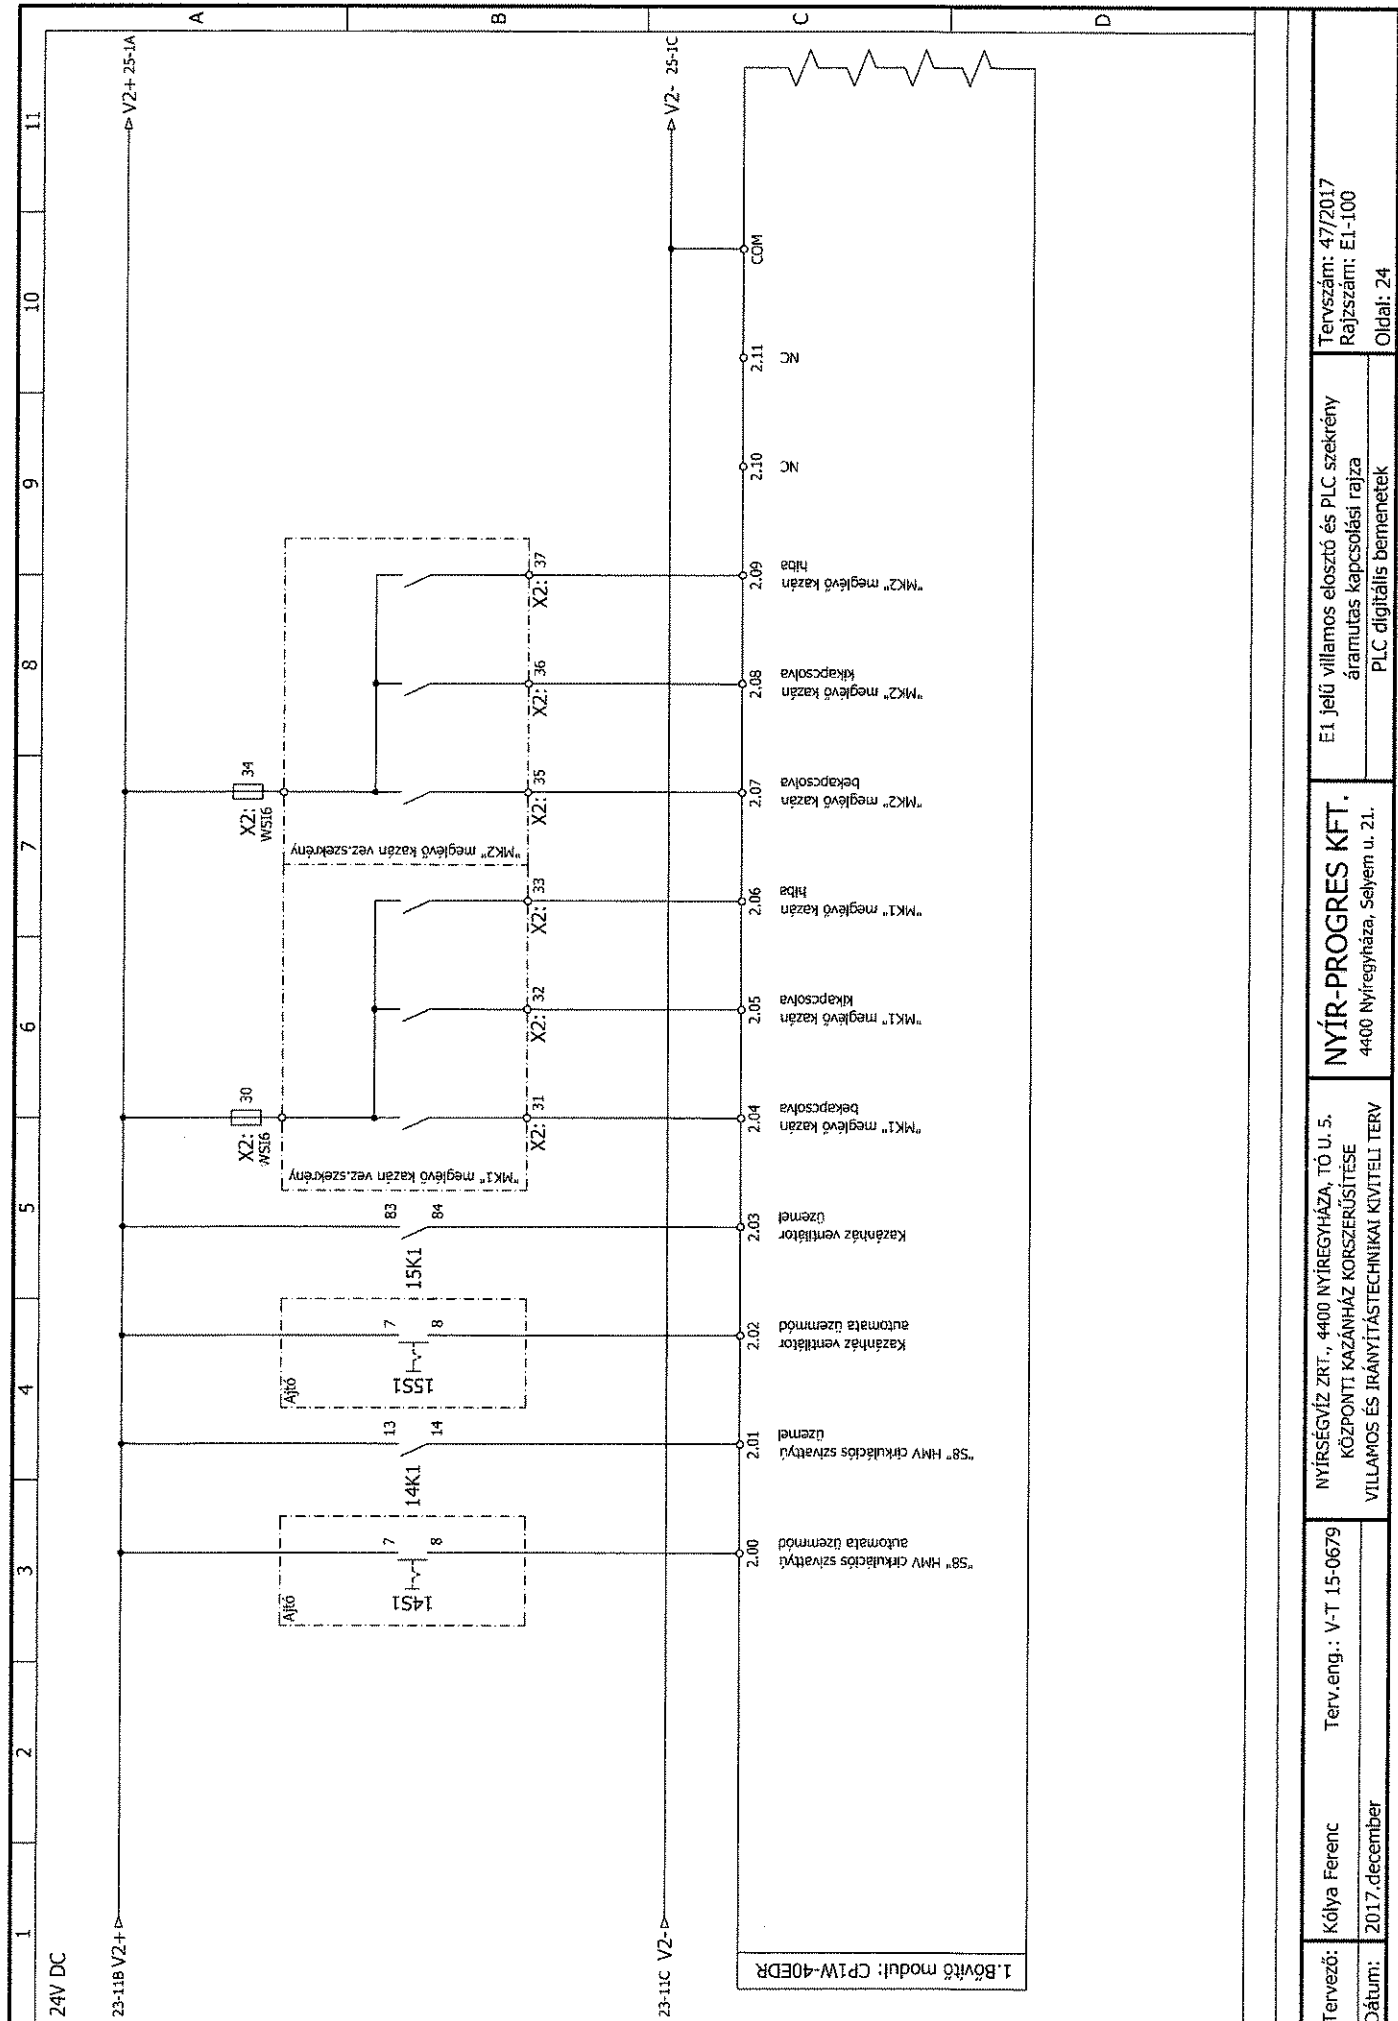 1
2
3
4
5
6
7
8
9
10
11
A
B
C
D
24V DC
23-11B V2+
V2+ 25-1A
23-11C V2-
V2- 25-1C
Ajtó
14S1
7
8
14K1
13
14
Ajtó
15S1
7
8
15K1
83
84
"MK1" meglévő kazán vez.szekrény
X2: 30
WSI6
X2: 31
X2: 32
X2: 33
"MK2" meglévő kazán vez.szekrény
X2: 34
WSI6
X2: 35
X2: 36
X2: 37
2.00
"S8" HMV cirkulációs szivattyú
automata üzemmód
2.01
"S8" HMV cirkulációs szivattyú
üzemel
2.02
Kazánház ventilátor
automata üzemmód
2.03
Kazánház ventilátor
üzemel
2.04
"MK1" meglévő kazán
bekapcsolva
2.05
"MK1" meglévő kazán
kikapcsolva
2.06
"MK1" meglévő kazán
hiba
2.07
"MK2" meglévő kazán
bekapcsolva
2.08
"MK2" meglévő kazán
kikapcsolva
2.09
"MK2" meglévő kazán
hiba
2.10
NC
2.11
NC
COM
1.Bővítő modul: CP1W-40EDR
Tervező: Kólya Ferenc
Terv.eng.: V-T 15-0679
Dátum: 2017.december
NYÍRSÉGVÍZ ZRT., 4400 NYÍREGYHÁZA, TÓ U. 5.
KÖZPONTI KAZÁNHÁZ KORSZERŰSÍTÉSE
VILLAMOS ÉS IRÁNYÍTÁSTECHNIKAI KIVITELI TERV
NYÍR-PROGRES KFT.
4400 Nyíregyháza, Selyem u. 21.
E1 jelű villamos elosztó és PLC szekrény
áramutas kapcsolási rajza
PLC digitális bemenetek
Tervszám: 47/2017
Rajzszám: E1-100
Oldal: 24